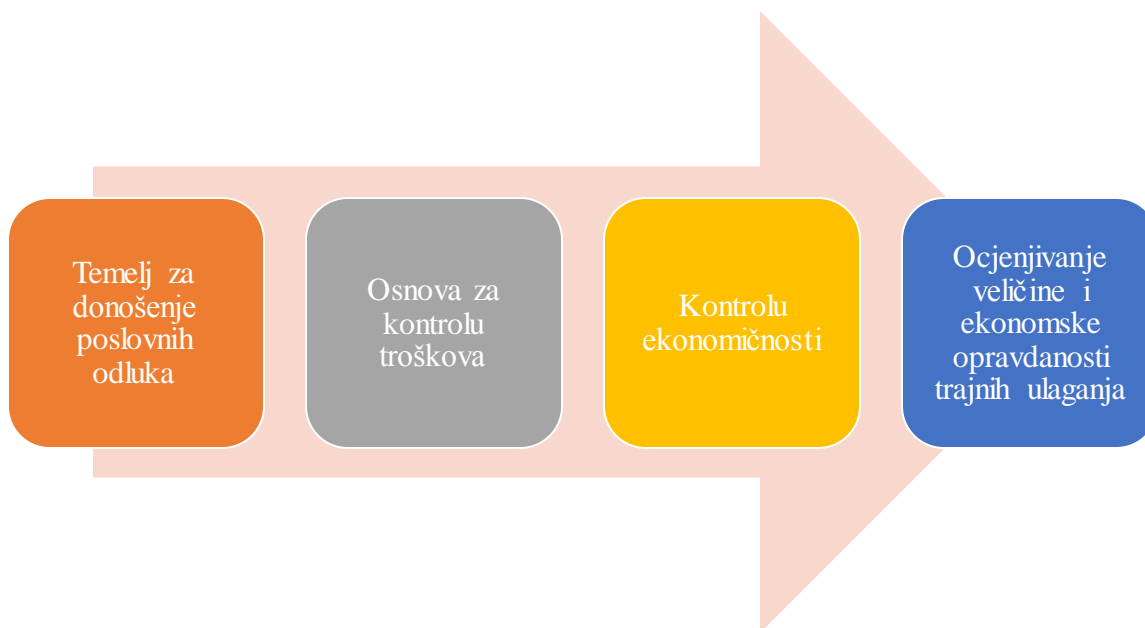 Temelj za
donošenje
poslovnih
odluka
Osnova za
kontrolu
troškova
Kontrolu
ekonomičnosti
Ocjenjivanje
veličine i
ekonomske
opravdanosti
trajnih ulaganja